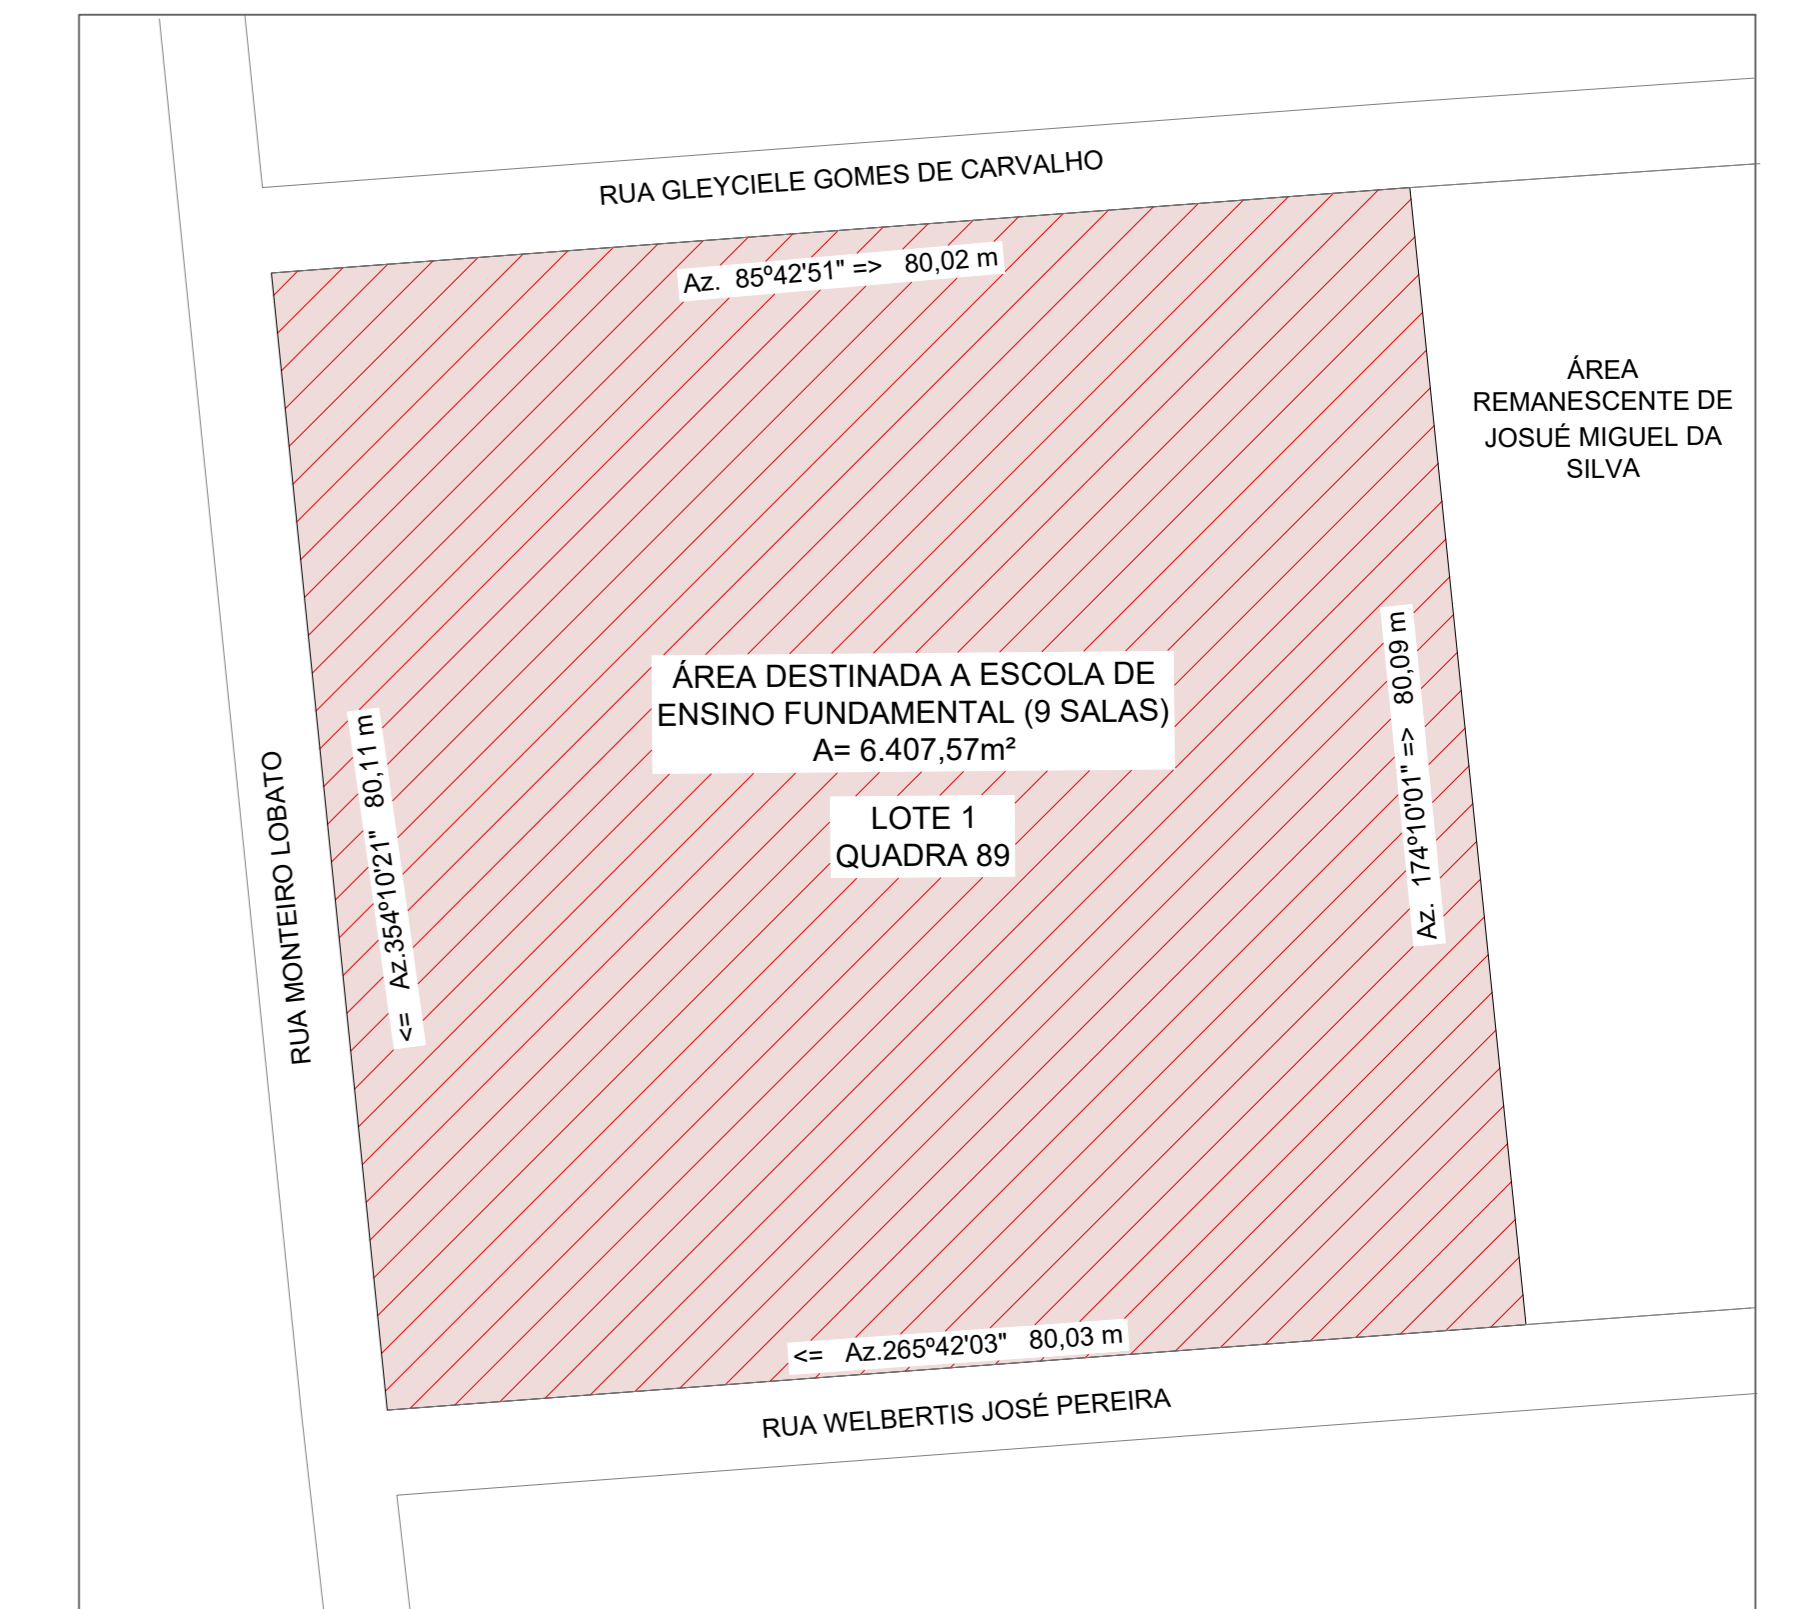 RUA GLEYCIELE GOMES DE CARVALHO
Az. 85º42'51" => 80,02 m
ÁREA
REMANESCENTE DE
JOSUÉ MIGUEL DA
SILVA
ÁREA DESTINADA A ESCOLA DE
ENSINO FUNDAMENTAL (9 SALAS)
A= 6.407,57m²
LOTE 1
QUADRA 89
Az. 174º10'01" => 80,09 m
<= Az.354º10'21" 80,11 m
RUA MONTEIRO LOBATO
<= Az.265º42'03" 80,03 m
RUA WELBERTIS JOSÉ PEREIRA